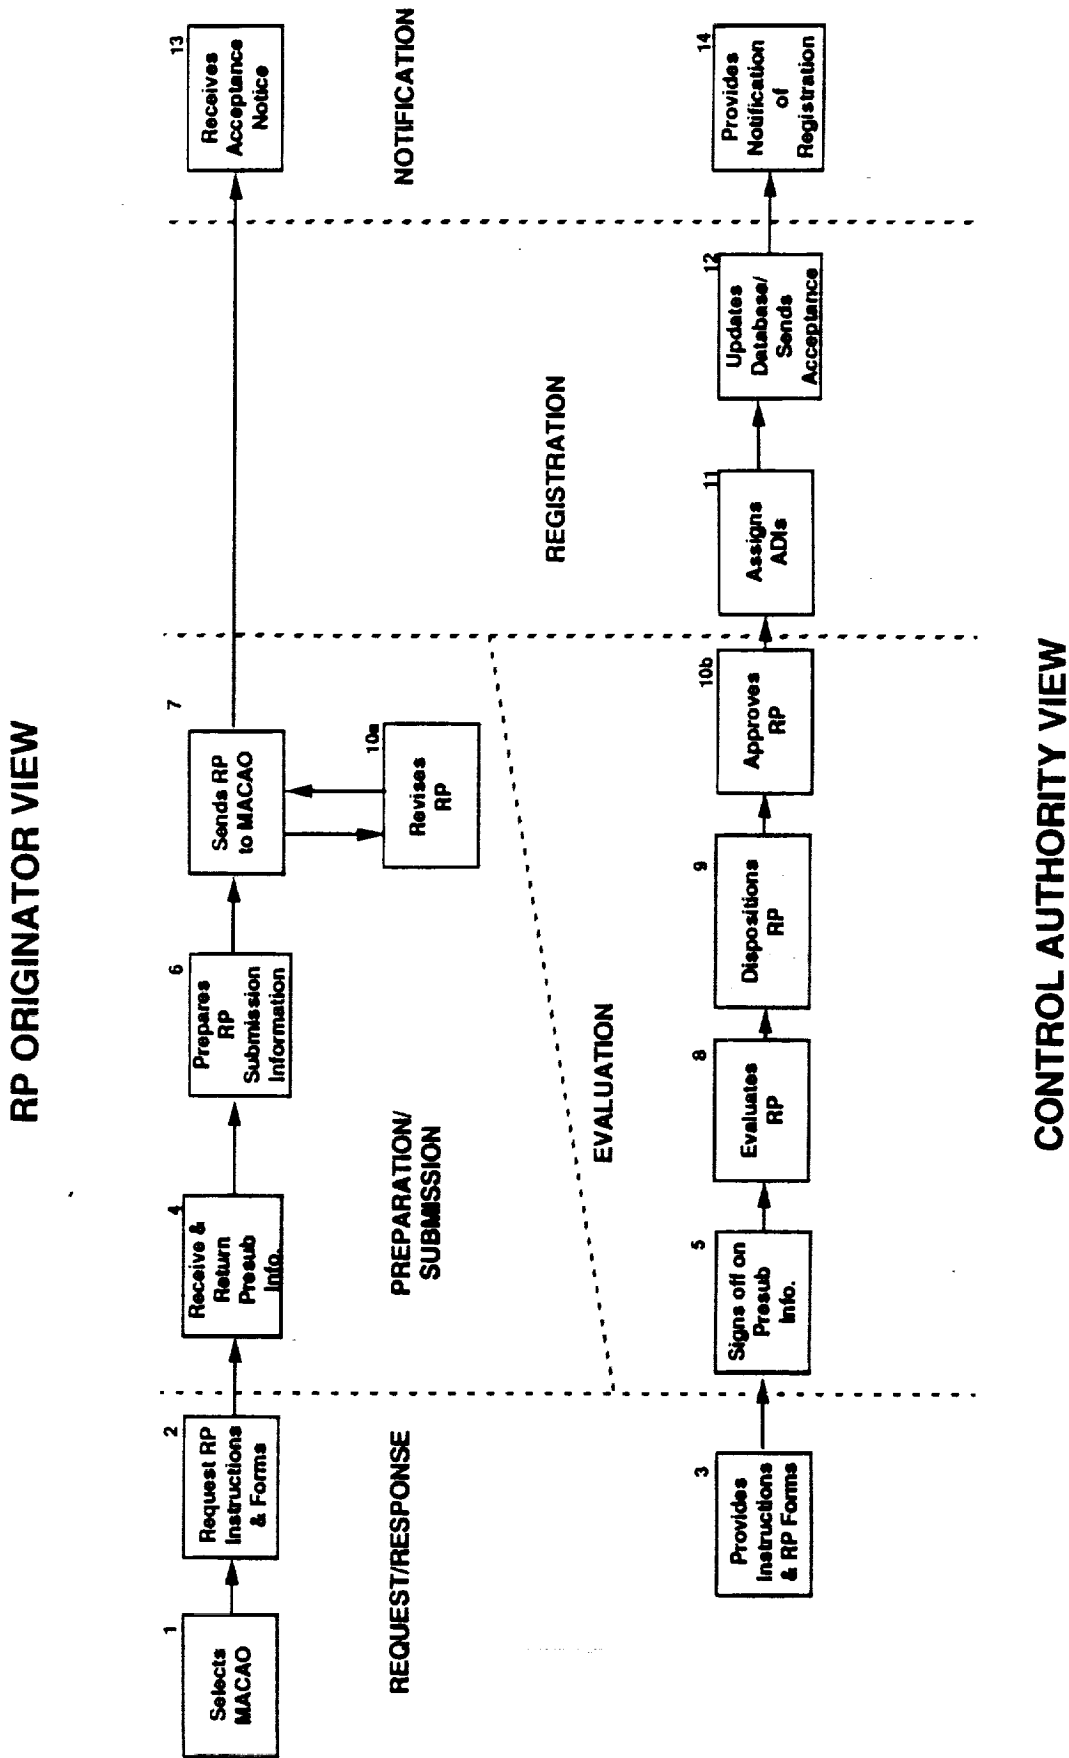 RP ORIGINATOR VIEW
1
Selects
MACAO
2
Request RP
Instructions
& Forms
4
Receive &
Return
Presub
Info.
6
Prepares
RP
Submission
Information
7
Sends RP
to MACAO
10a
Revises
RP
13
Receives
Acceptance
Notice
REQUEST/RESPONSE
PREPARATION/
SUBMISSION
EVALUATION
REGISTRATION
NOTIFICATION
3
Provides
Instructions
& RP Forms
5
Signs off on
Presub
Info.
8
Evaluates
RP
9
Dispositions
RP
10b
Approves
RP
11
Assigns
ADIs
12
Updates
Database/
Sends
Acceptance
14
Provides
Notification
of
Registration
CONTROL AUTHORITY VIEW